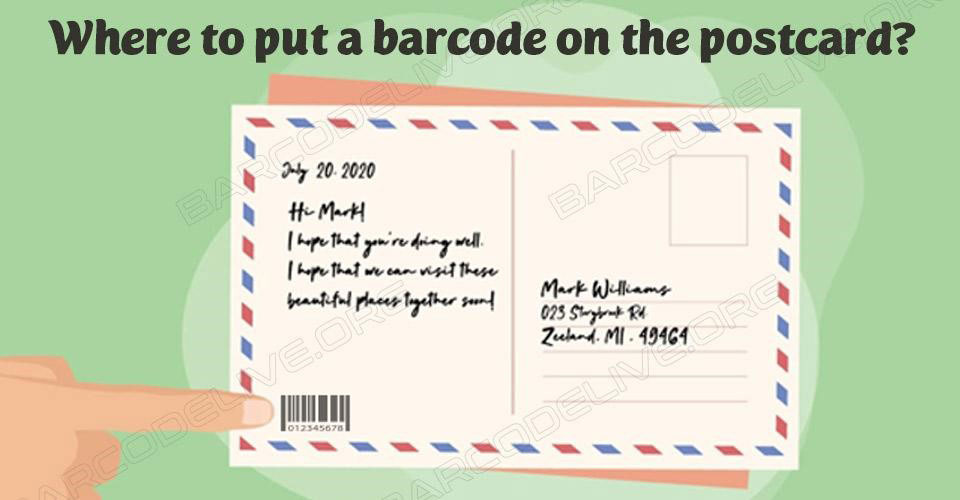 Where to put a barcode on the postcard?
July 20. 2020
Hi Mark!
I hope that you're doing well.
I hope that we can visit these
beautiful places together soon!
012345678
Mark Williams
023 Storybrook Rd.
Zeeland. MI. 49464
BARCODELIVE.ORG
BARCODELIVE.ORG
BARCODELIVE.ORG
BARCODELIVE.ORG